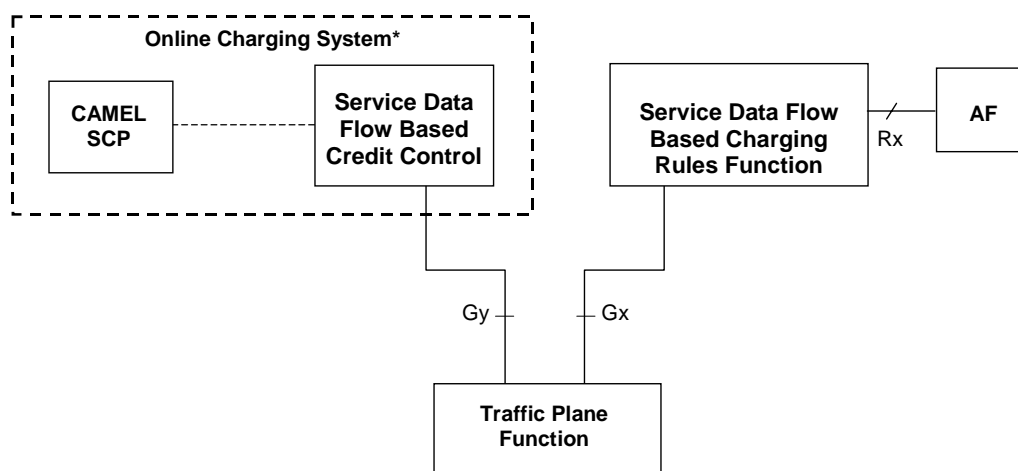 Online Charging System*
CAMEL
SCP
Service Data
Flow Based
Credit Control
Service Data Flow
Based Charging
Rules Function
Rx
AF
Gy
Gx
Traffic Plane
Function